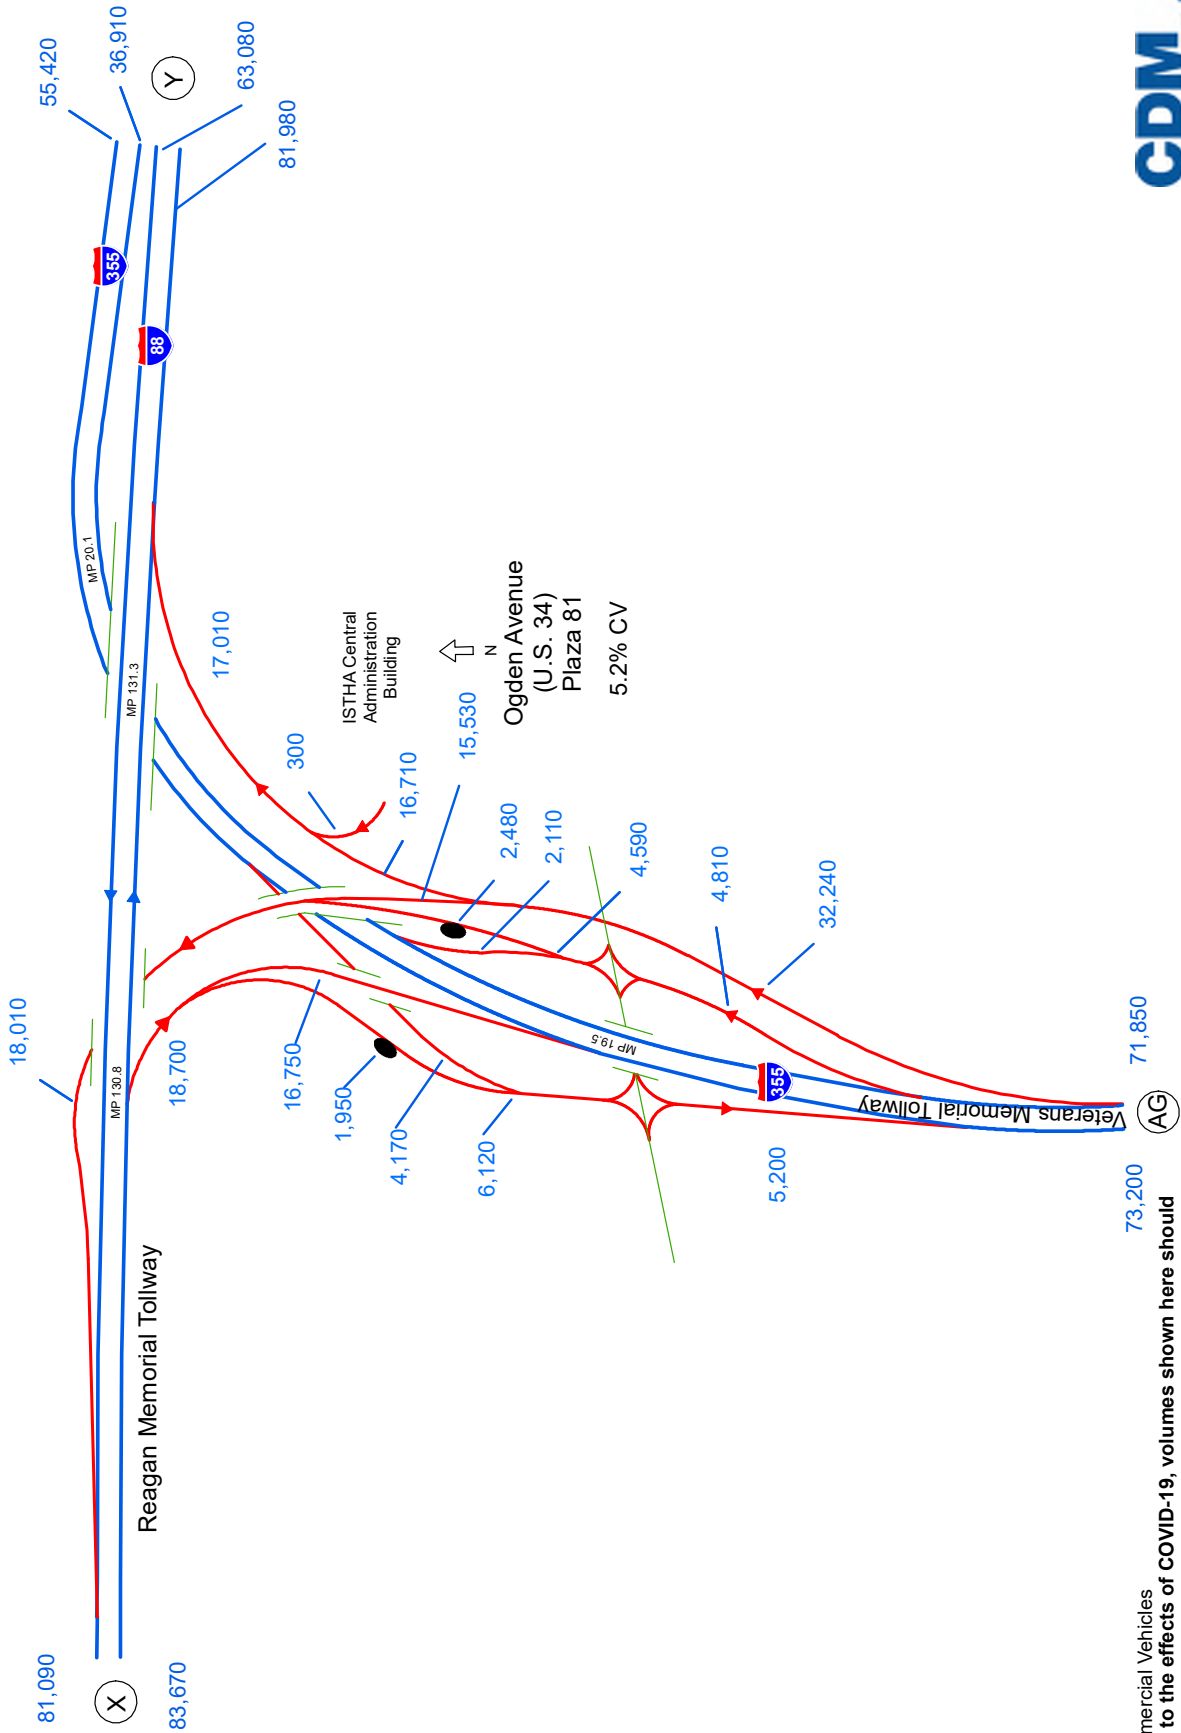 55,420
36,910
Y
63,080
81,980
355
88
MP 20.1
MP 131.3
17,010
ISTHA Central
Administration
Building
N
Ogden Avenue
(U.S. 34)
Plaza 81
5.2% CV
300
16,710
15,530
2,480
2,110
4,590
4,810
32,240
18,010
MP 130.8
18,700
16,750
1,950
4,170
6,120
MP 19.5
355
5,200
Veterans Memorial Tollway
71,850
AG
73,200
Reagan Memorial Tollway
81,090
X
83,670
CDM
mercial Vehicles
to the effects of COVID-19, volumes shown here should